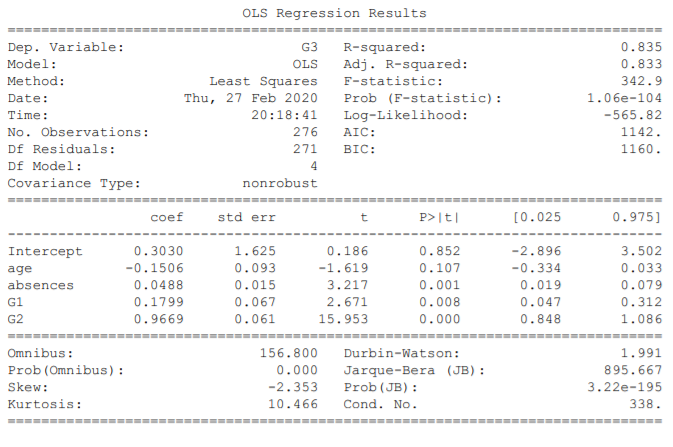 OLS Regression Results
==============================================================================
Dep. Variable: G3 R-squared: 0.835
Model: OLS Adj. R-squared: 0.833
Method: Least Squares F-statistic: 342.9
Date: Thu, 27 Feb 2020 Prob (F-statistic): 1.06e-104
Time: 20:18:41 Log-Likelihood: -565.82
No. Observations: 276 AIC: 1142.
Df Residuals: 271 BIC: 1160.
Df Model: 4
Covariance Type: nonrobust
==============================================================================
coef std err t P>|t| [0.025 0.975]
------------------------------------------------------------------------------
Intercept 0.3030 1.625 0.186 0.852 -2.896 3.502
age -0.1506 0.093 -1.619 0.107 -0.334 0.033
absences 0.0488 0.015 3.217 0.001 0.019 0.079
G1 0.1799 0.067 2.671 0.008 0.047 0.312
G2 0.9669 0.061 15.953 0.000 0.848 1.086
==============================================================================
Omnibus: 156.800 Durbin-Watson: 1.991
Prob(Omnibus): 0.000 Jarque-Bera (JB): 895.667
Skew: -2.353 Prob(JB): 3.22e-195
Kurtosis: 10.466 Cond. No. 338.
==============================================================================